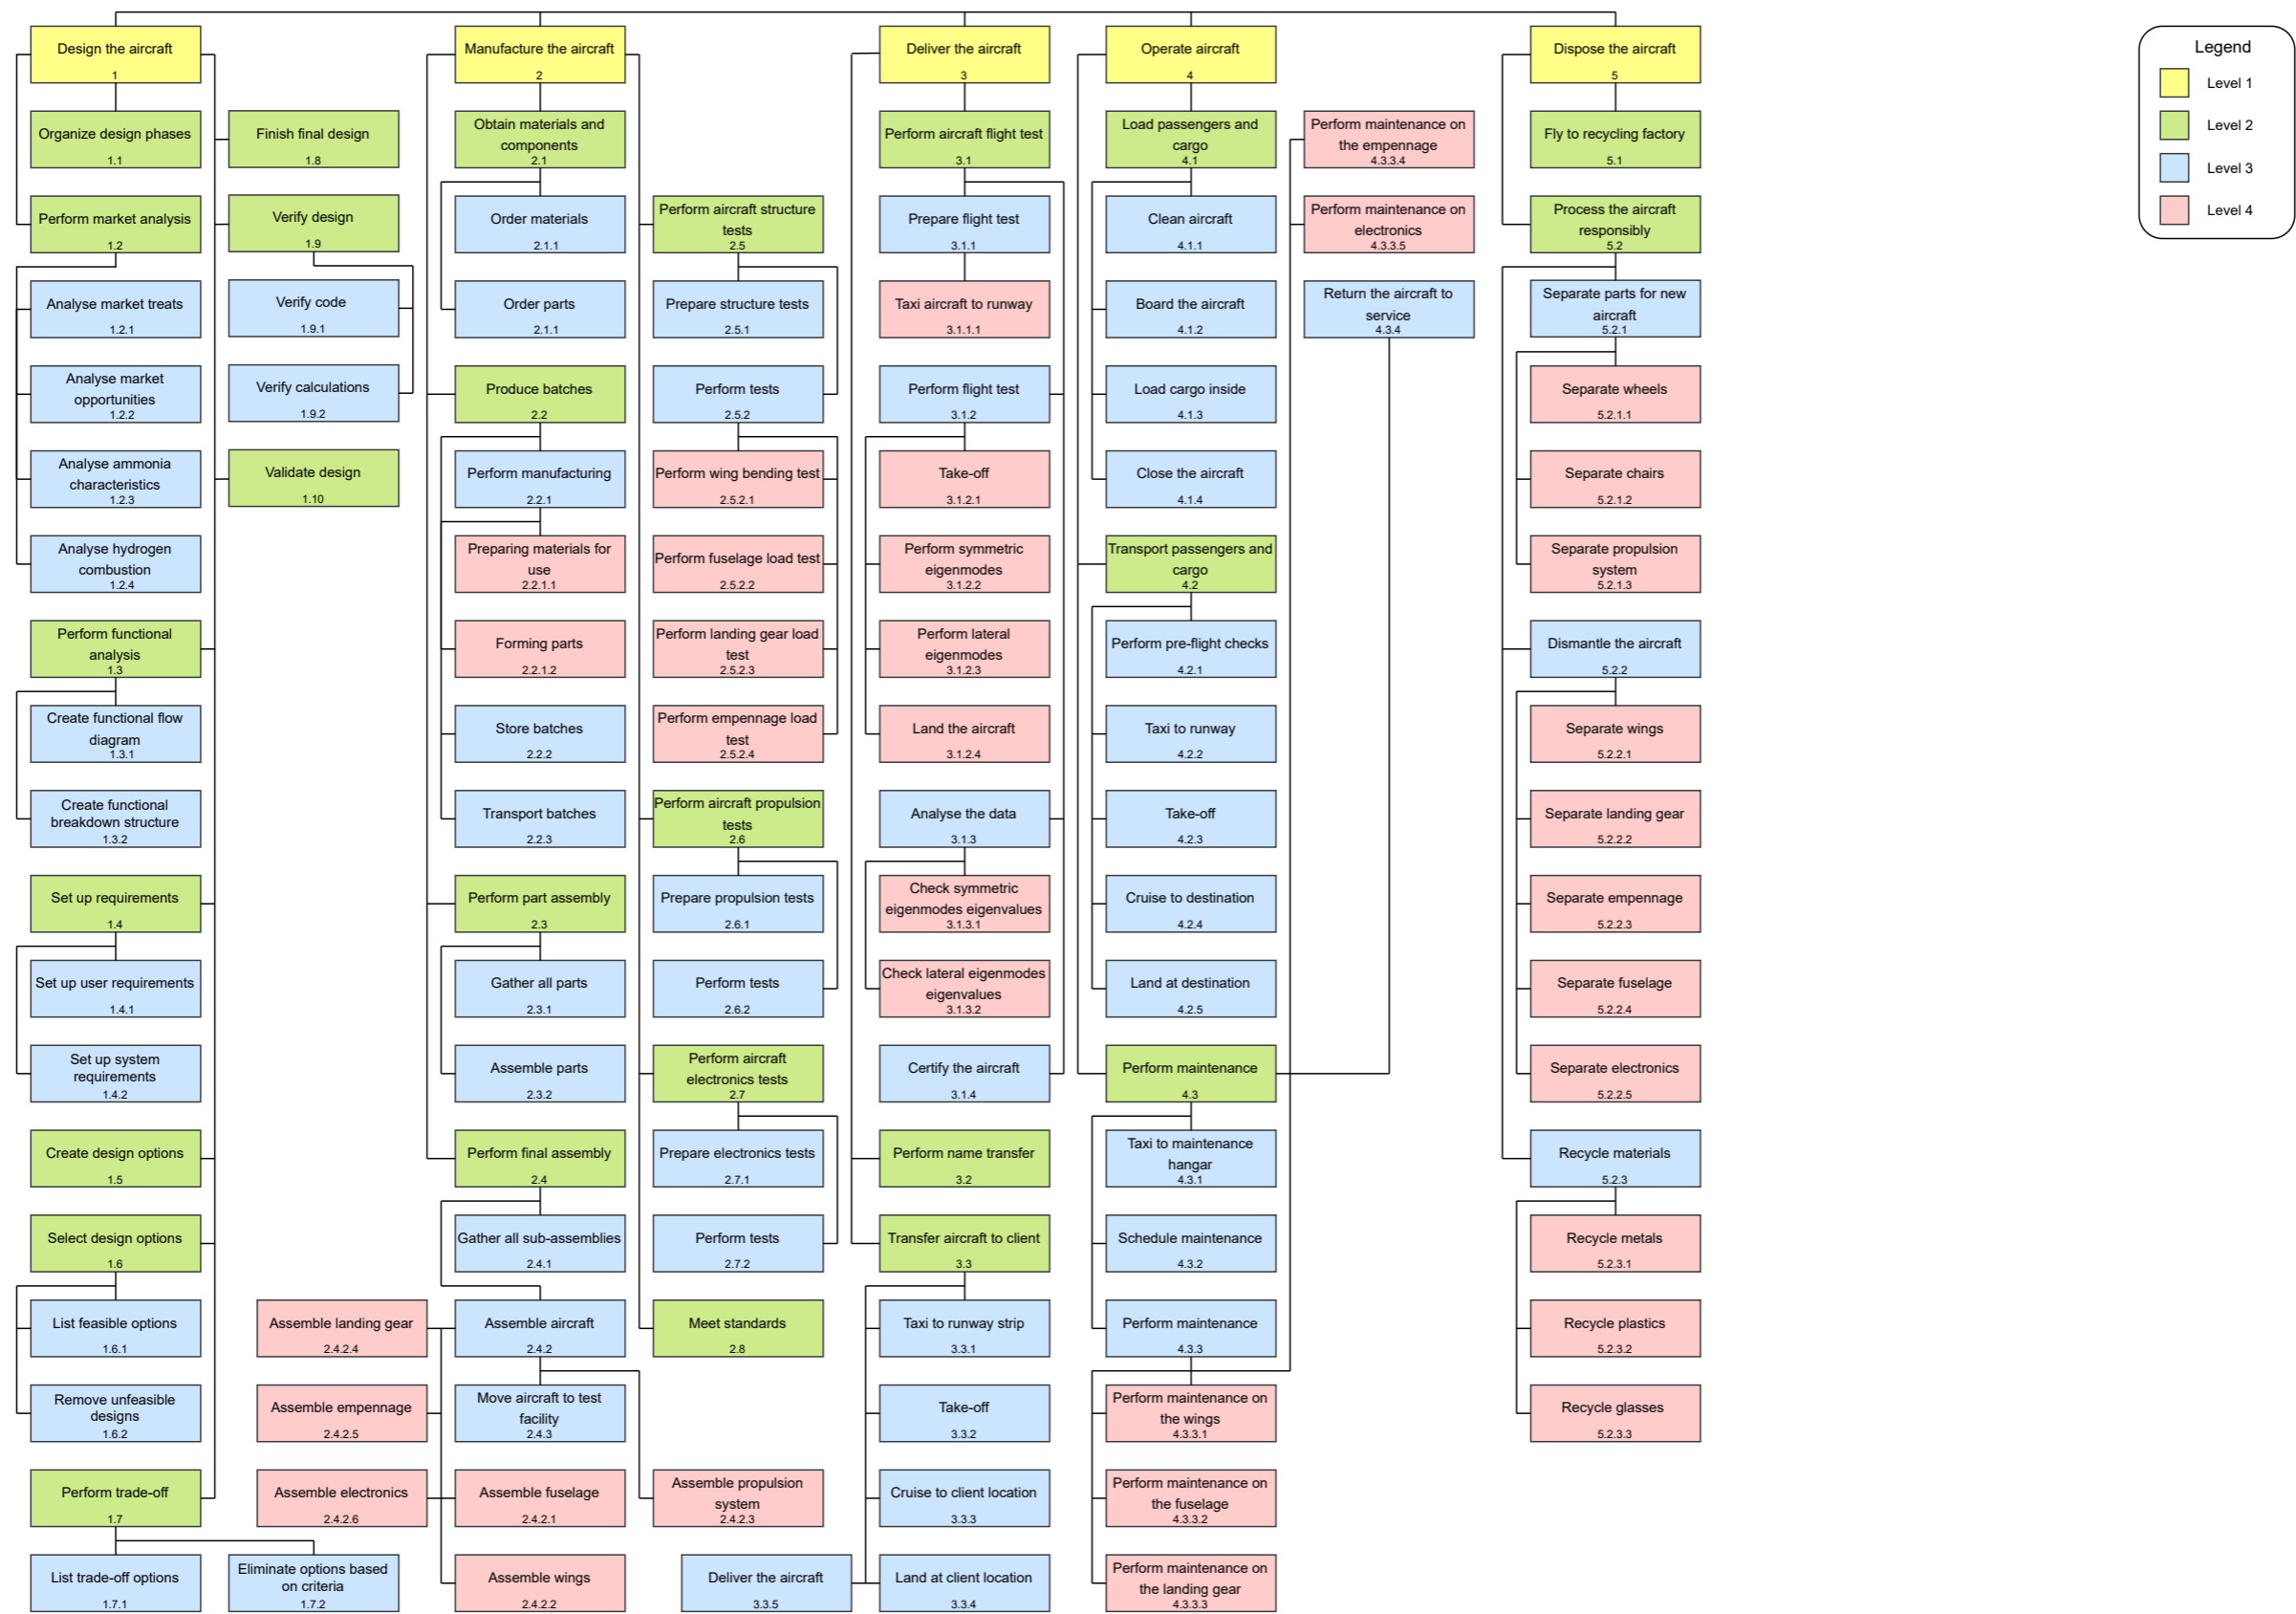 Design the aircraft
1
Organize design phases
1.1
Perform market analysis
1.2
Analyse market treats
1.2.1
Analyse market
opportunities
1.2.2
Analyse ammonia
characteristics
1.2.3
Analyse hydrogen
combustion
1.2.4
Perform functional
analysis
1.3
Create functional flow
diagram
1.3.1
Create functional
breakdown structure
1.3.2
Set up requirements
1.4
Set up user requirements
1.4.1
Set up system
requirements
1.4.2
Create design options
1.5
Select design options
1.6
List feasible options
1.6.1
Remove unfeasible
designs
1.6.2
Perform trade-off
1.7
List trade-off options
1.7.1
Eliminate options based
on criteria
1.7.2
Finish final design
1.8
Verify design
1.9
Verify code
1.9.1
Verify calculations
1.9.2
Validate design
1.10
Manufacture the aircraft
2
Obtain materials and
components
2.1
Order materials
2.1.1
Order parts
2.1.1
Produce batches
2.2
Perform manufacturing
2.2.1
Preparing materials for
use
2.2.1.1
Forming parts
2.2.1.2
Store batches
2.2.2
Transport batches
2.2.3
Perform part assembly
2.3
Gather all parts
2.3.1
Assemble parts
2.3.2
Perform final assembly
2.4
Gather all sub-assemblies
2.4.1
Assemble aircraft
2.4.2
Move aircraft to test
facility
2.4.3
Assemble fuselage
2.4.2.1
Assemble wings
2.4.2.2
Assemble propulsion
system
2.4.2.3
Assemble landing gear
2.4.2.4
Assemble empennage
2.4.2.5
Assemble electronics
2.4.2.6
Perform aircraft structure
tests
2.5
Prepare structure tests
2.5.1
Perform tests
2.5.2
Perform wing bending test
2.5.2.1
Perform fuselage load test
2.5.2.2
Perform landing gear load
test
2.5.2.3
Perform empennage load
test
2.5.2.4
Perform aircraft propulsion
tests
2.6
Prepare propulsion tests
2.6.1
Perform tests
2.6.2
Perform aircraft
electronics tests
2.7
Prepare electronics tests
2.7.1
Perform tests
2.7.2
Meet standards
2.8
Deliver the aircraft
3
Perform aircraft flight test
3.1
Prepare flight test
3.1.1
Taxi aircraft to runway
3.1.1.1
Perform flight test
3.1.2
Take-off
3.1.2.1
Perform symmetric
eigenmodes
3.1.2.2
Perform lateral
eigenmodes
3.1.2.3
Land the aircraft
3.1.2.4
Analyse the data
3.1.3
Check symmetric
eigenmodes eigenvalues
3.1.3.1
Check lateral eigenmodes
eigenvalues
3.1.3.2
Certify the aircraft
3.1.4
Perform name transfer
3.2
Transfer aircraft to client
3.3
Taxi to runway strip
3.3.1
Take-off
3.3.2
Cruise to client location
3.3.3
Land at client location
3.3.4
Deliver the aircraft
3.3.5
Operate aircraft
4
Load passengers and
cargo
4.1
Clean aircraft
4.1.1
Board the aircraft
4.1.2
Load cargo inside
4.1.3
Close the aircraft
4.1.4
Transport passengers and
cargo
4.2
Perform pre-flight checks
4.2.1
Taxi to runway
4.2.2
Take-off
4.2.3
Cruise to destination
4.2.4
Land at destination
4.2.5
Perform maintenance
4.3
Taxi to maintenance
hangar
4.3.1
Schedule maintenance
4.3.2
Perform maintenance
4.3.3
Perform maintenance on
the wings
4.3.3.1
Perform maintenance on
the fuselage
4.3.3.2
Perform maintenance on
the landing gear
4.3.3.3
Perform maintenance on
the empennage
4.3.3.4
Perform maintenance on
electronics
4.3.3.5
Return the aircraft to
service
4.3.4
Dispose the aircraft
5
Fly to recycling factory
5.1
Process the aircraft
responsibly
5.2
Separate parts for new
aircraft
5.2.1
Separate wheels
5.2.1.1
Separate chairs
5.2.1.2
Separate propulsion
system
5.2.1.3
Dismantle the aircraft
5.2.2
Separate wings
5.2.2.1
Separate landing gear
5.2.2.2
Separate empennage
5.2.2.3
Separate fuselage
5.2.2.4
Separate electronics
5.2.2.5
Recycle materials
5.2.3
Recycle metals
5.2.3.1
Recycle plastics
5.2.3.2
Recycle glasses
5.2.3.3
Legend
Level 1
Level 2
Level 3
Level 4